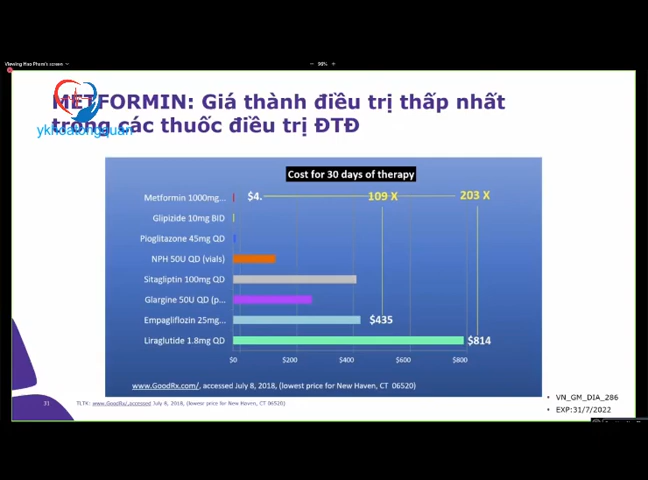 Viewing Hao Pham's screen
98%
METFORMIN: Giá thành điều trị thấp nhất
trong các thuốc điều trị ĐTĐ
ykhoatongquan
Cost for 30 days of therapy
Metformin 1000mg... $4. 109 X 203 X
Glipizide 10mg BID
Pioglitazone 45mg QD
NPH 50U QD (vials)
Sitagliptin 100mg QD
Glargine 50U QD (p...
Empagliflozin 25mg... $435
Liraglutide 1.8mg QD $814
$0 $200 $400 $600 $800
www.GoodRx.com/, accessed July 8, 2018, (lowest price for New Haven, CT 06520)
31 TLTK: www.GoodRx/,accessed July 8, 2018, (lowest price for New Haven, CT 06520)
• VN_GM_DIA_286
• EXP:31/7/2022